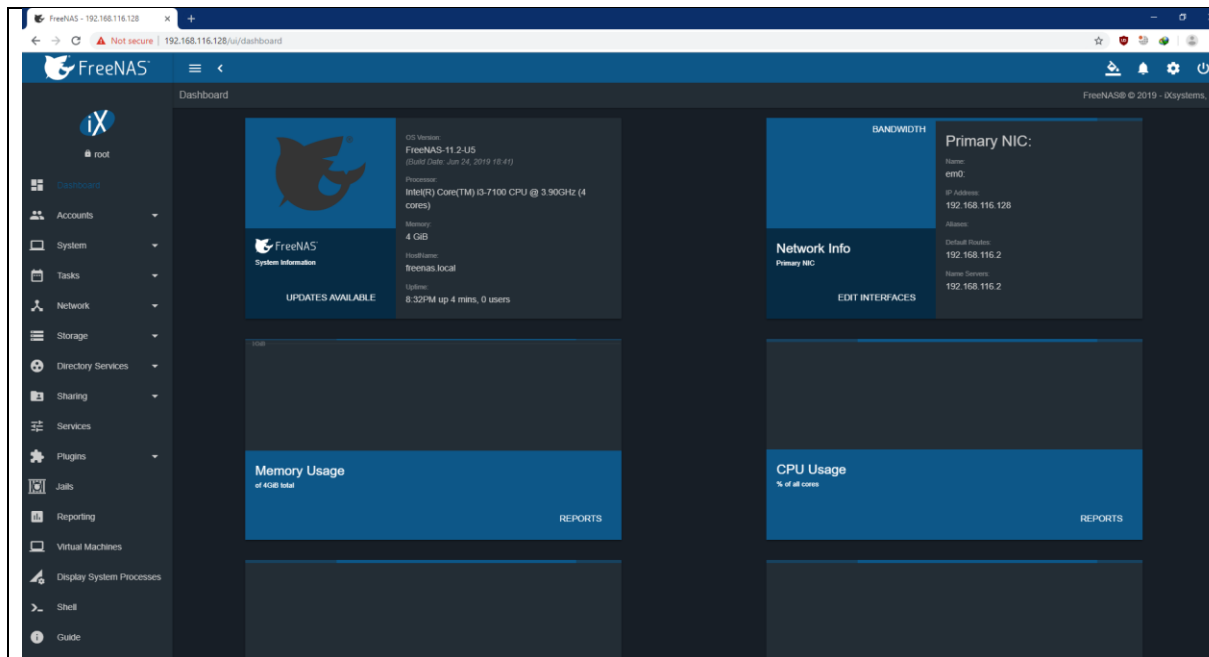 FreeNAS - 192.168.116.128
Not secure | 192.168.116.128/ui/dashboard
FreeNAS
Dashboard
FreeNAS® © 2019 - iXsystems,
iX
root
Dashboard
Accounts
System
Tasks
Network
Storage
Directory Services
Sharing
Services
Plugins
Jails
Reporting
Virtual Machines
Display System Processes
Shell
Guide
FreeNAS
System Information
UPDATES AVAILABLE
OS Version:
FreeNAS-11.2-U5
(Build Date: Jun 24, 2019 18:41)
Processor:
Intel(R) Core(TM) i3-7100 CPU @ 3.90GHz (4
cores)
Memory:
4 GiB
HostName:
freenas.local
Uptime:
8:32PM up 4 mins, 0 users
BANDWIDTH
Network Info
Primary NIC
EDIT INTERFACES
Primary NIC:
Name:
em0:
IP Address:
192.168.116.128
Aliases:
Default Routes:
192.168.116.2
Name Servers:
192.168.116.2
Memory Usage
of 4GiB total
REPORTS
CPU Usage
% of all cores
REPORTS